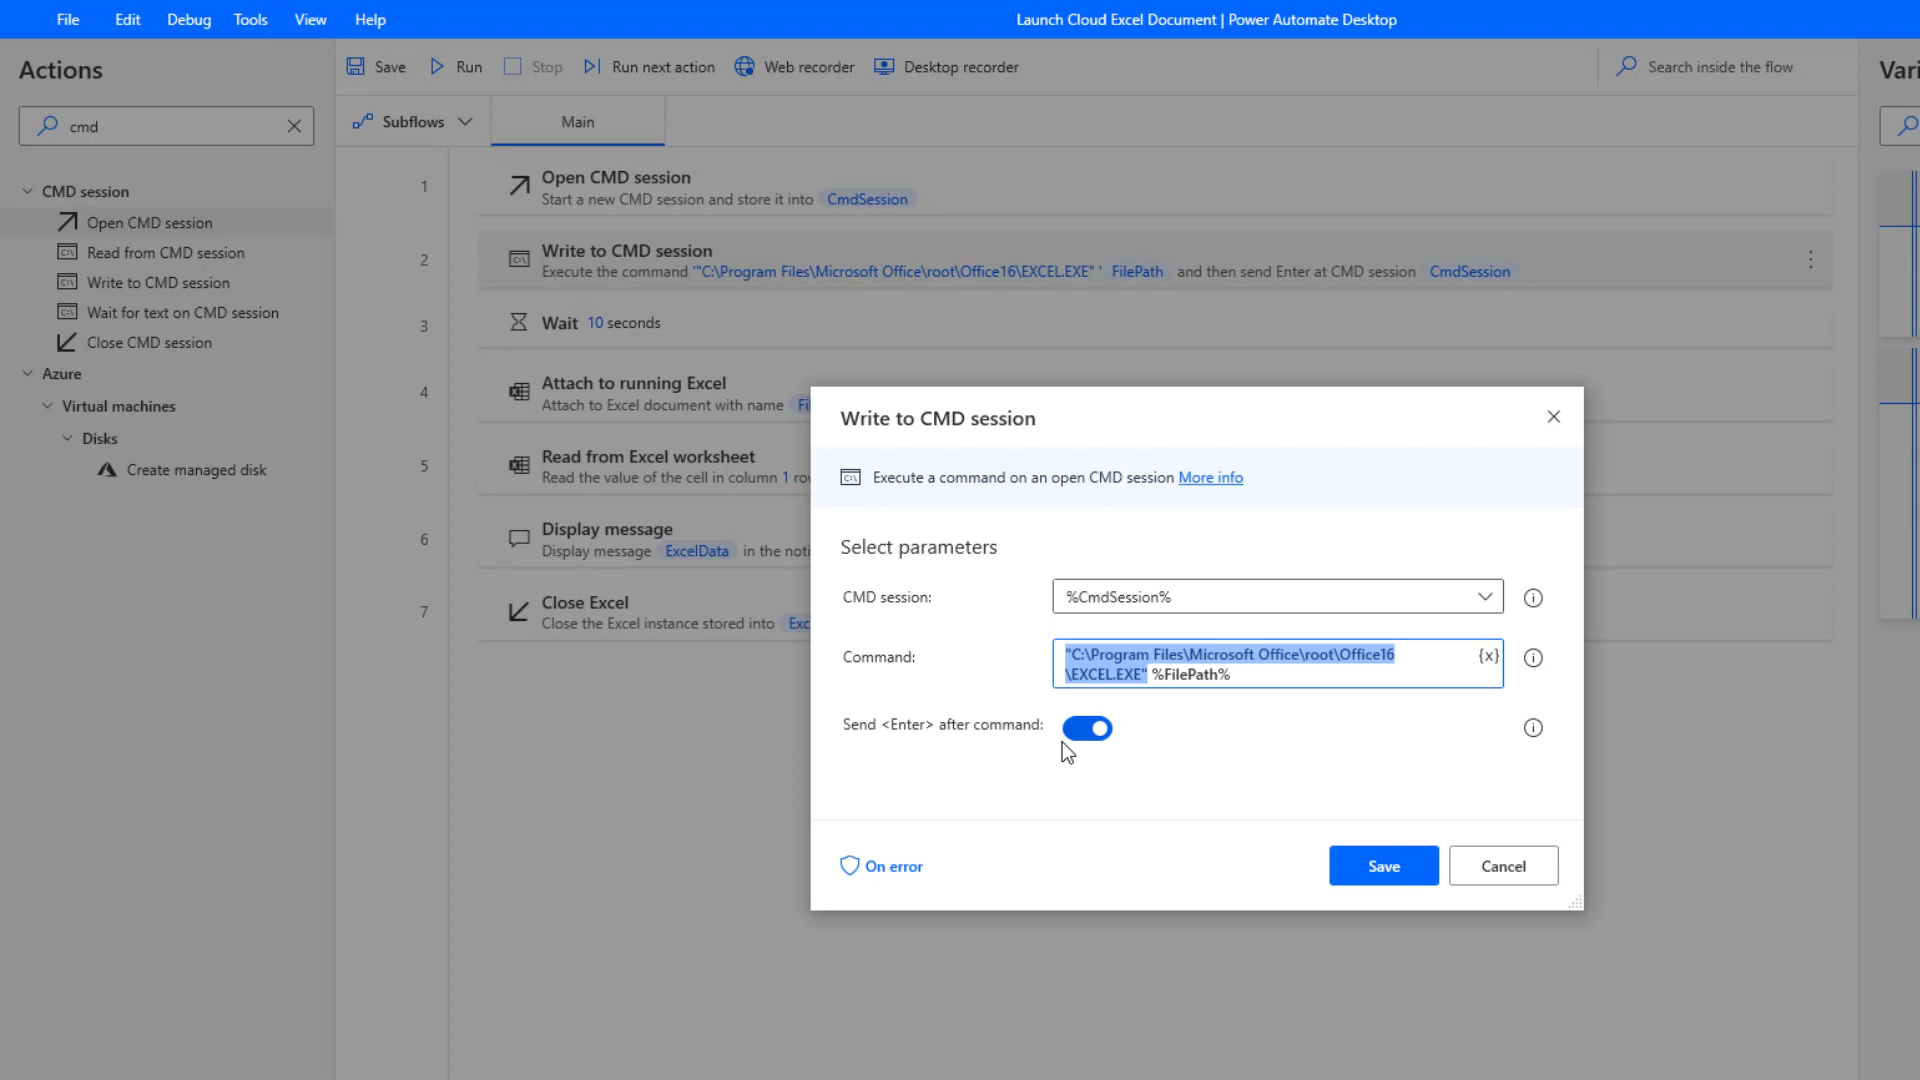 File Edit Debug Tools View Help
Launch Cloud Excel Document | Power Automate Desktop
Actions
cmd
CMD session
Open CMD session
Read from CMD session
Write to CMD session
Wait for text on CMD session
Close CMD session
Azure
Virtual machines
Disks
Create managed disk
Save Run Stop Run next action Web recorder Desktop recorder
Search inside the flow
Vari
Subflows
Main
1
Open CMD session
Start a new CMD session and store it into CmdSession
2
Write to CMD session
Execute the command '"C:\Program Files\Microsoft Office\root\Office16\EXCEL.EXE" ' FilePath and then send Enter at CMD session CmdSession
3
Wait 10 seconds
4
Attach to running Excel
Attach to Excel document with name Fi
5
Read from Excel worksheet
Read the value of the cell in column 1 ro
6
Display message
Display message ExcelData in the noti
7
Close Excel
Close the Excel instance stored into Exc
Write to CMD session
Execute a command on an open CMD session More info
Select parameters
CMD session:
%CmdSession%
Command:
"C:\Program Files\Microsoft Office\root\Office16
\EXCEL.EXE" %FilePath%
{x}
Send <Enter> after command:
On error
Save
Cancel